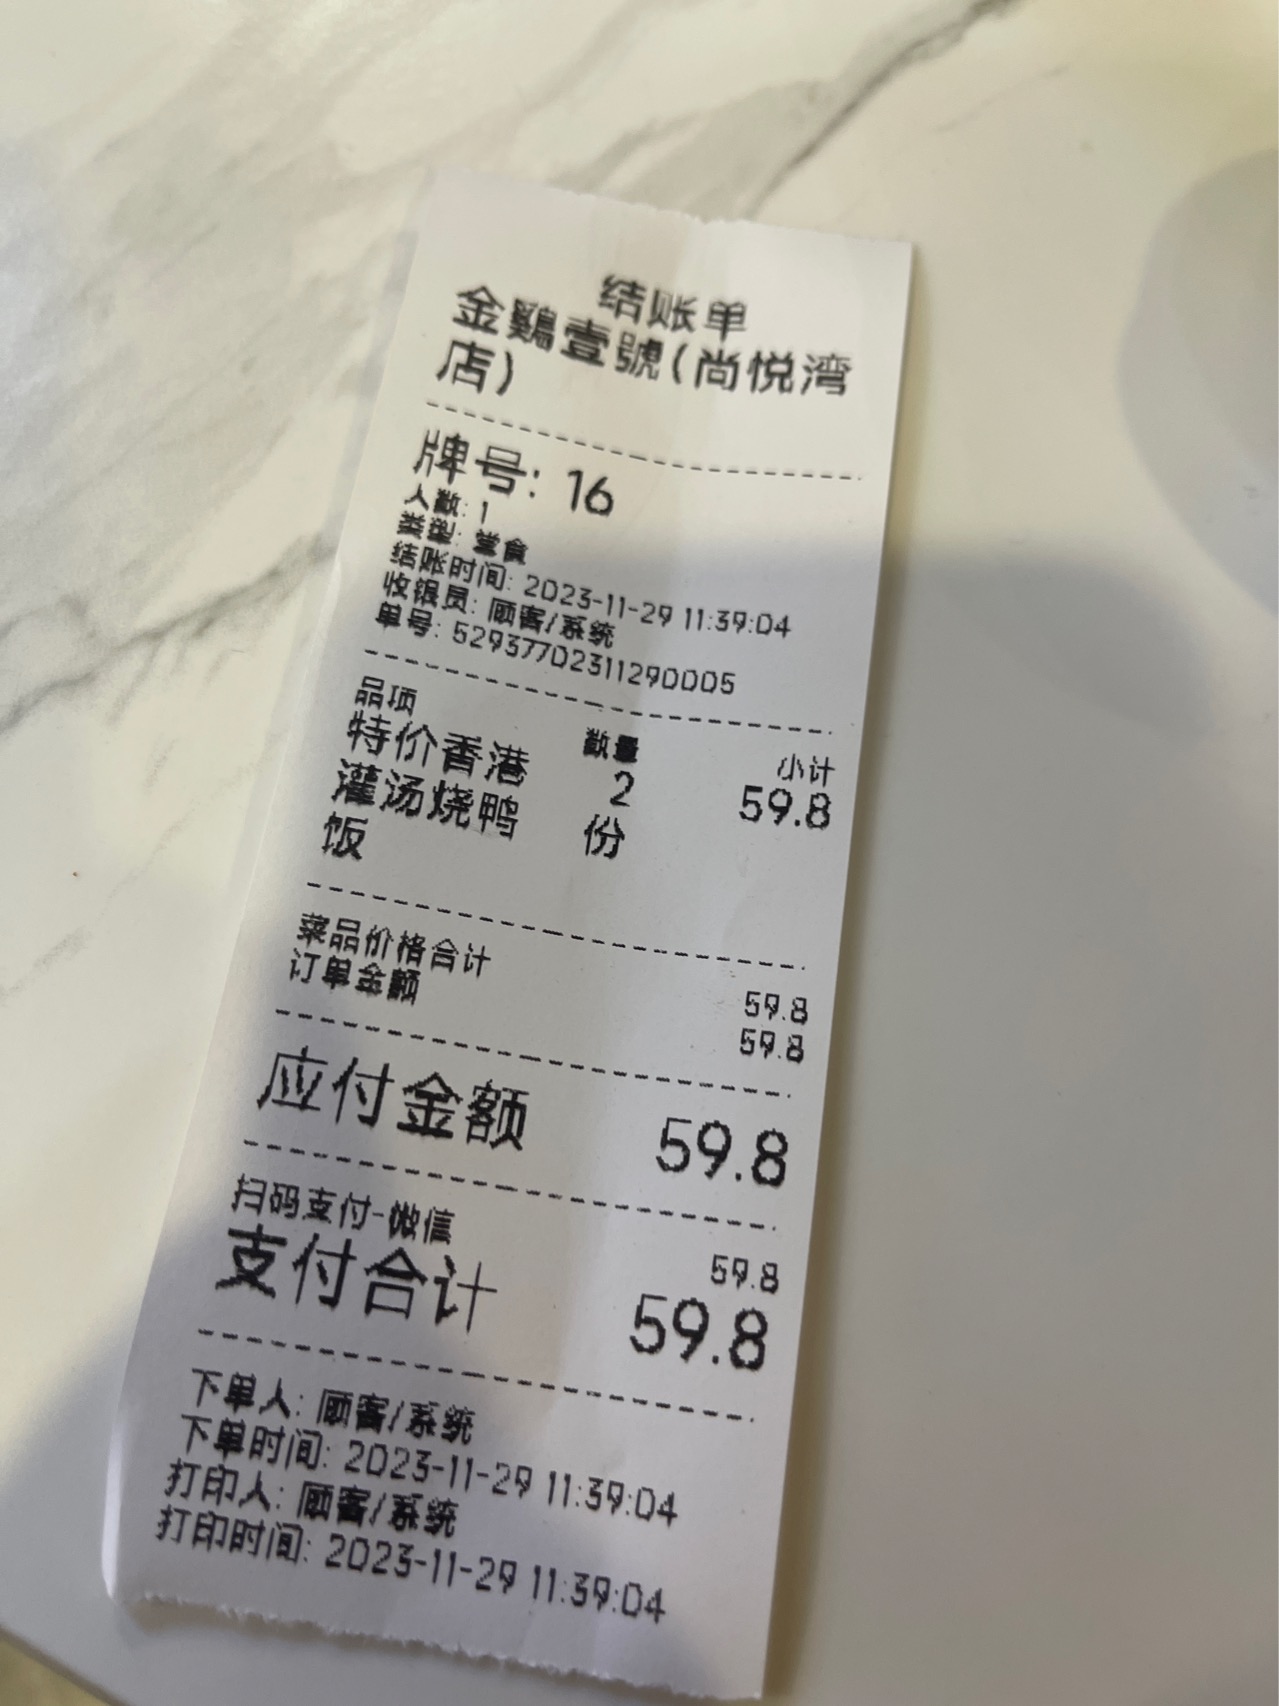 结账单
金鷄壹號(尚悦湾
店)
牌号: 16
人数: 1
类型: 堂食
结账时间: 2023-11-29 11:39:04
收银员: 顾客/系统
单号: 52937702311290005
品项 数量 小计
特价香港 2 59.8
灌汤烧鸭 份
饭
菜品价格合计 59.8
订单金额 59.8
应付金额 59.8
扫码支付-微信 59.8
支付合计 59.8
下单人: 顾客/系统
下单时间: 2023-11-29 11:39:04
打印人: 顾客/系统
打印时间: 2023-11-29 11:39:04